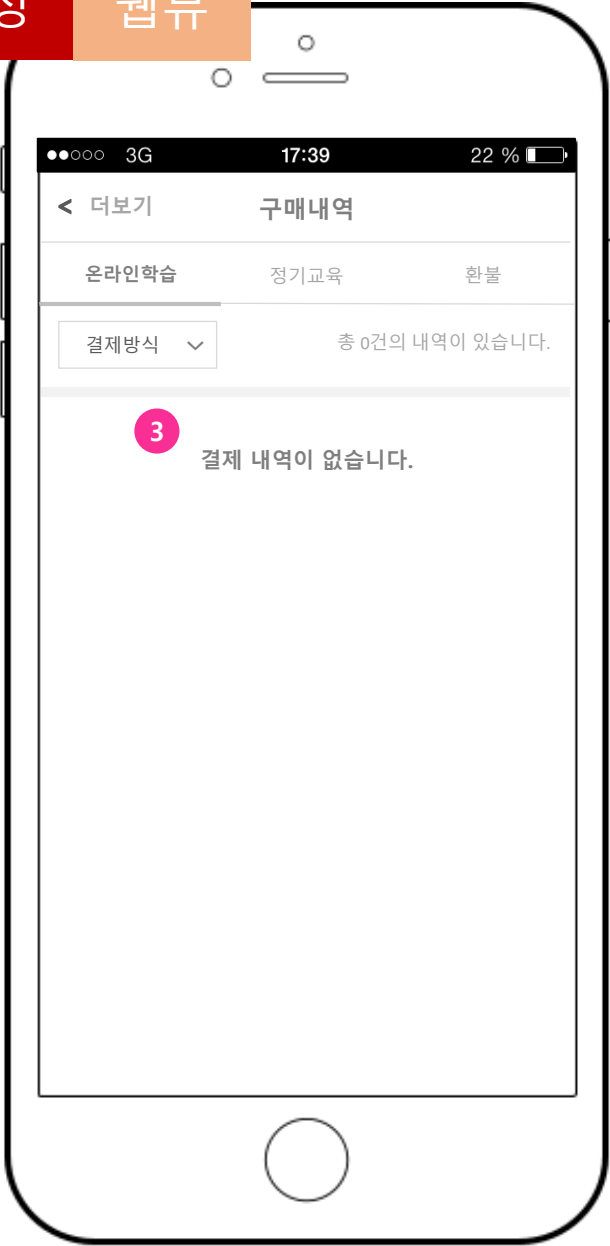 웹뷰
3G 17:39 22 %
< 더보기 구매내역
온라인학습 정기교육 환불
결제방식 총 0건의 내역이 있습니다.
3
결제 내역이 없습니다.